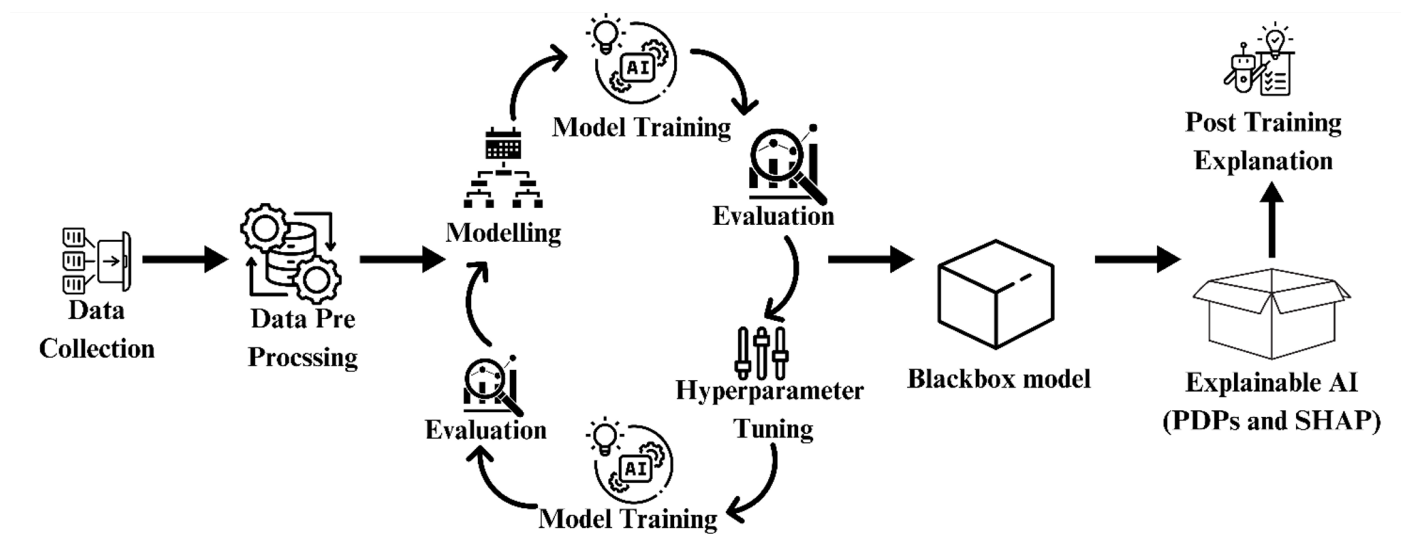 Data
Collection
Data Pre
Procssing
Modelling
AI
Model Training
Evaluation
Hyperparameter
Tuning
AI
Model Training
Evaluation
Blackbox model
Explainable AI
(PDPs and SHAP)
Post Training
Explanation